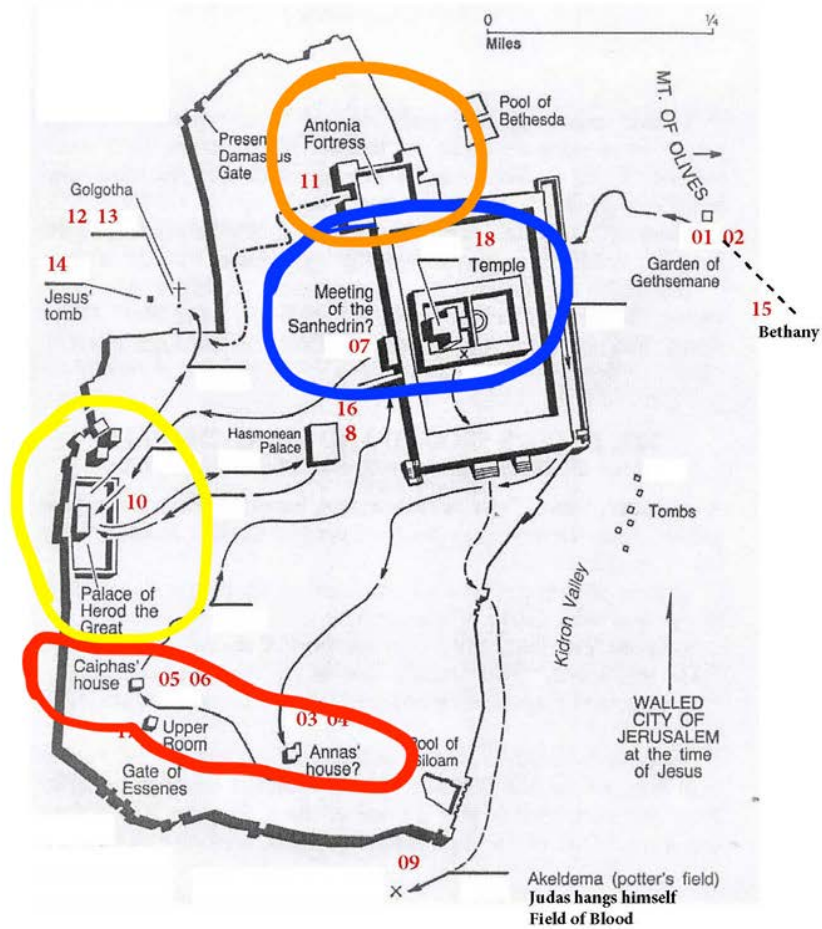 0 1/4
Miles
MT. OF OLIVES
Pool of
Bethesda
Antonia
Fortress
Present
Damascus
Gate
11
Golgotha
12 13
14
Jesus'
tomb
18
Temple
01 02
Garden of
Gethsemane
15
Bethany
Meeting
of the
Sanhedrin?
07
16
8
Hasmonean
Palace
10
Palace of
Herod the
Great
Tombs
Kidron Valley
Caiphas'
house
05 06
03 04
Upper
Room
Annas'
house?
Pool of
Siloam
Gate of
Essenes
WALLED
CITY OF
JERUSALEM
at the time
of Jesus
09
Akeldema (potter's field)
Judas hangs himself
Field of Blood